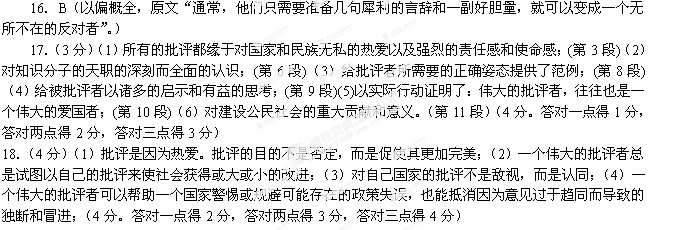 16. B（以偏概全，原文“通常，他们只需要准备几句犀利的言辞和一副好胆量，就可以变成一个无
所不在的反对者”。）
17.（3 分）（1）所有的批评都缘于对国家和民族无私的热爱以及强烈的责任感和使命感；（第 3 段）（2）
对知识分子的天职的深刻而全面的认识；（第 6 段）（3）给批评者所需要的正确姿态提供了范例；（第 8 段）
（4）给被批评者以诸多的启示和有益的思考；（第 9 段）(5)以实际行动证明了：伟大的批评者，往往也是一
个伟大的爱国者；（第 10 段）（6）对建设公民社会的重大贡献和意义。（第 11 段）（4 分。答对一点得 1 分，
答对两点得 2 分，答对三点得 3 分）
18.（4 分）（1）批评是因为热爱。批评的目的不是否定，而是促使其更加完美；（2）一个伟大的批评者总
是试图以自己的批评来使社会获得或大或小的改进；（3）对自己国家的批评不是敌视，而是认同；（4）一
个伟大的批评者可以帮助一个国家警惕或规避可能存在的政策失误，也能抵消因为意见过于趋同而导致的
独断和冒进；（4 分。答对一点得 2 分，答对两点得 3 分，答对三点得 4 分）